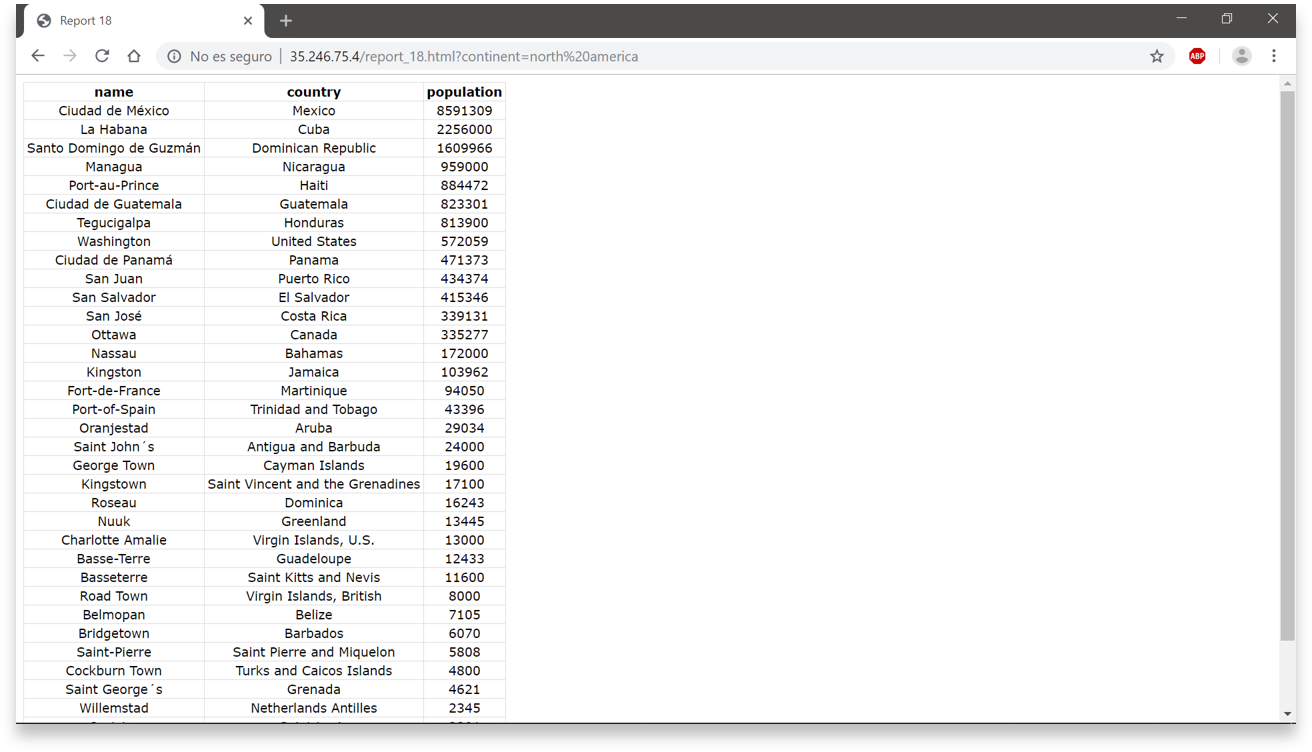 Report 18
No es seguro | 35.246.75.4/report_18.html?continent=north%20america
ABP
name country population
Ciudad de México Mexico 8591309
La Habana Cuba 2256000
Santo Domingo de Guzmán Dominican Republic 1609966
Managua Nicaragua 959000
Port-au-Prince Haiti 884472
Ciudad de Guatemala Guatemala 823301
Tegucigalpa Honduras 813900
Washington United States 572059
Ciudad de Panamá Panama 471373
San Juan Puerto Rico 434374
San Salvador El Salvador 415346
San José Costa Rica 339131
Ottawa Canada 335277
Nassau Bahamas 172000
Kingston Jamaica 103962
Fort-de-France Martinique 94050
Port-of-Spain Trinidad and Tobago 43396
Oranjestad Aruba 29034
Saint John´s Antigua and Barbuda 24000
George Town Cayman Islands 19600
Kingstown Saint Vincent and the Grenadines 17100
Roseau Dominica 16243
Nuuk Greenland 13445
Charlotte Amalie Virgin Islands, U.S. 13000
Basse-Terre Guadeloupe 12433
Basseterre Saint Kitts and Nevis 11600
Road Town Virgin Islands, British 8000
Belmopan Belize 7105
Bridgetown Barbados 6070
Saint-Pierre Saint Pierre and Miquelon 5808
Cockburn Town Turks and Caicos Islands 4800
Saint George´s Grenada 4621
Willemstad Netherlands Antilles 2345